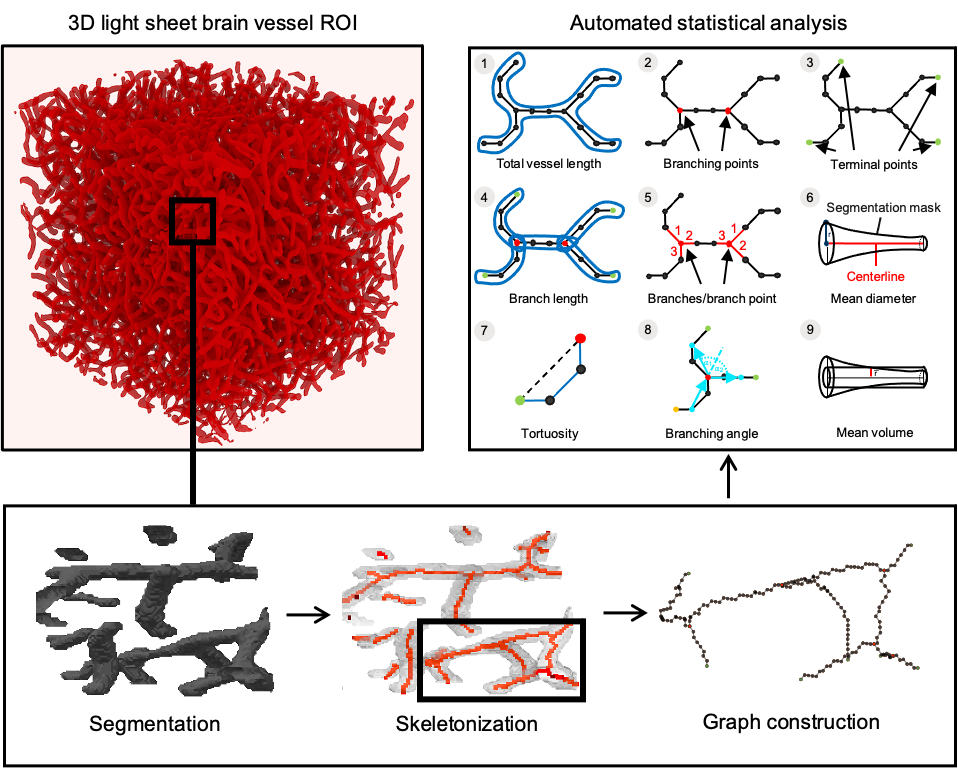 3D light sheet brain vessel ROI
Automated statistical analysis
1
Total vessel length
2
Branching points
3
Terminal points
4
Branch length
5
1
2
3
3
1
2
Branches/branch point
6
Segmentation mask
r
Centerline
Mean diameter
7
Tortuosity
8
Branching angle
9
r̄
Mean volume
Segmentation
Skeletonization
Graph construction